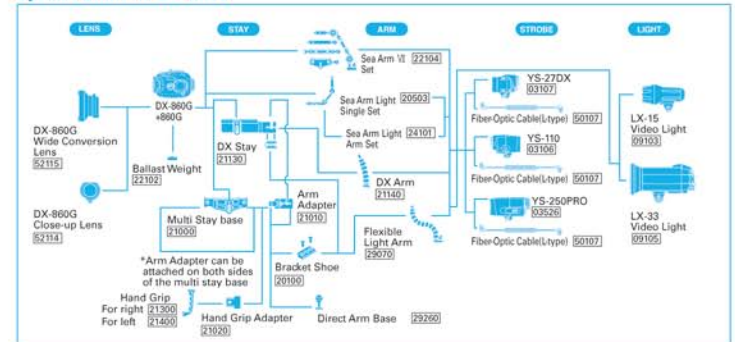 LENS
STAY
ARM
STROBE
LIGHT
DX-860G
Wide Conversion
Lens
52115
DX-860G
Close-up Lens
52114
DX-860G
+860G
Ballast Weight
22102
DX Stay
21130
Multi Stay base
21000
*Arm Adapter can be
attached on both sides
of the multi stay base
Hand Grip
For right 21300
For left 21400
Hand Grip Adapter
21020
Arm
Adapter
21010
Bracket Shoe
20100
Direct Arm Base 29260
Sea Arm VI 22104
Set
Sea Arm Light 20503
Single Set
Sea Arm Light 24101
Arm Set
DX Arm
21140
Flexible
Light Arm
29070
YS-27DX
03107
Fiber-Optic Cable(L-type) 50107
YS-110
03106
Fiber-Optic Cable(L-type) 50107
YS-250PRO
03526
Fiber-Optic Cable(L-type) 50107
LX-15
Video Light
09103
LX-33
Video Light
09105